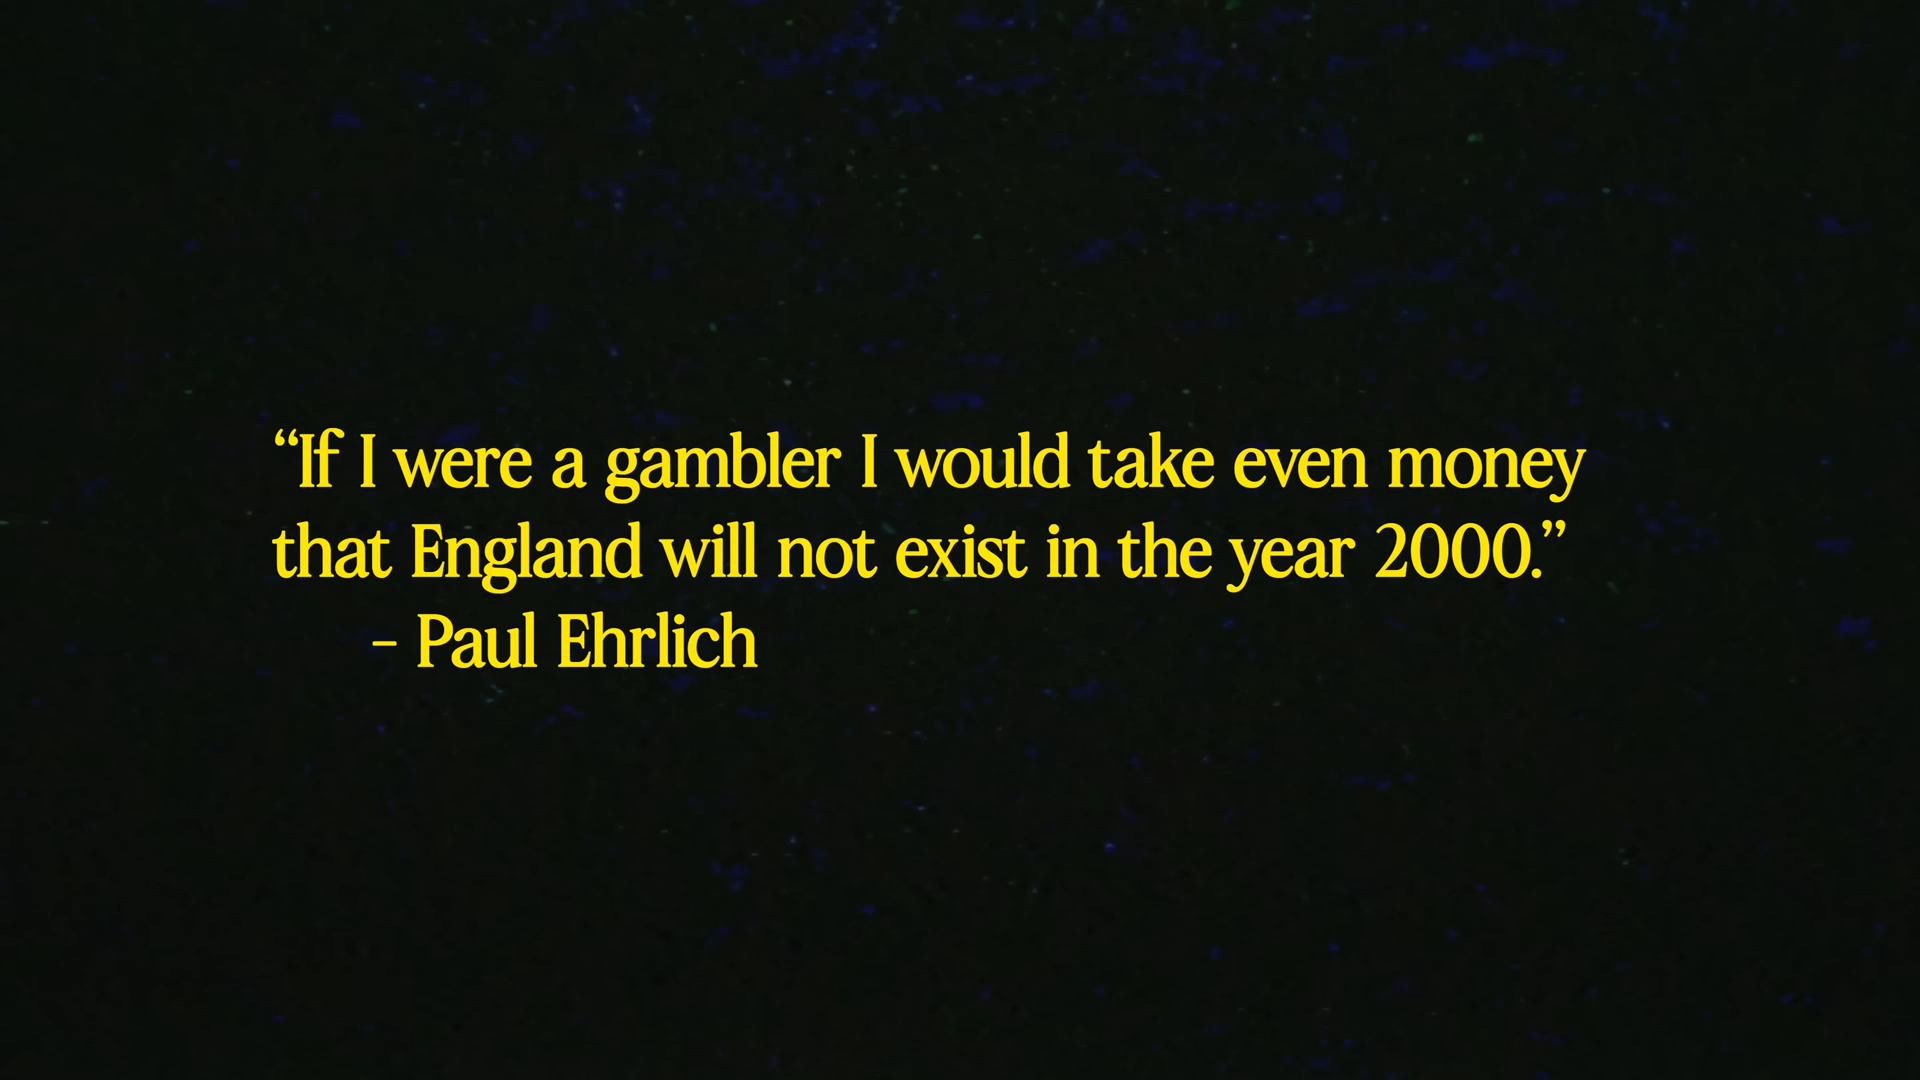 “If I were a gambler I would take even money
that England will not exist in the year 2000.”
- Paul Ehrlich